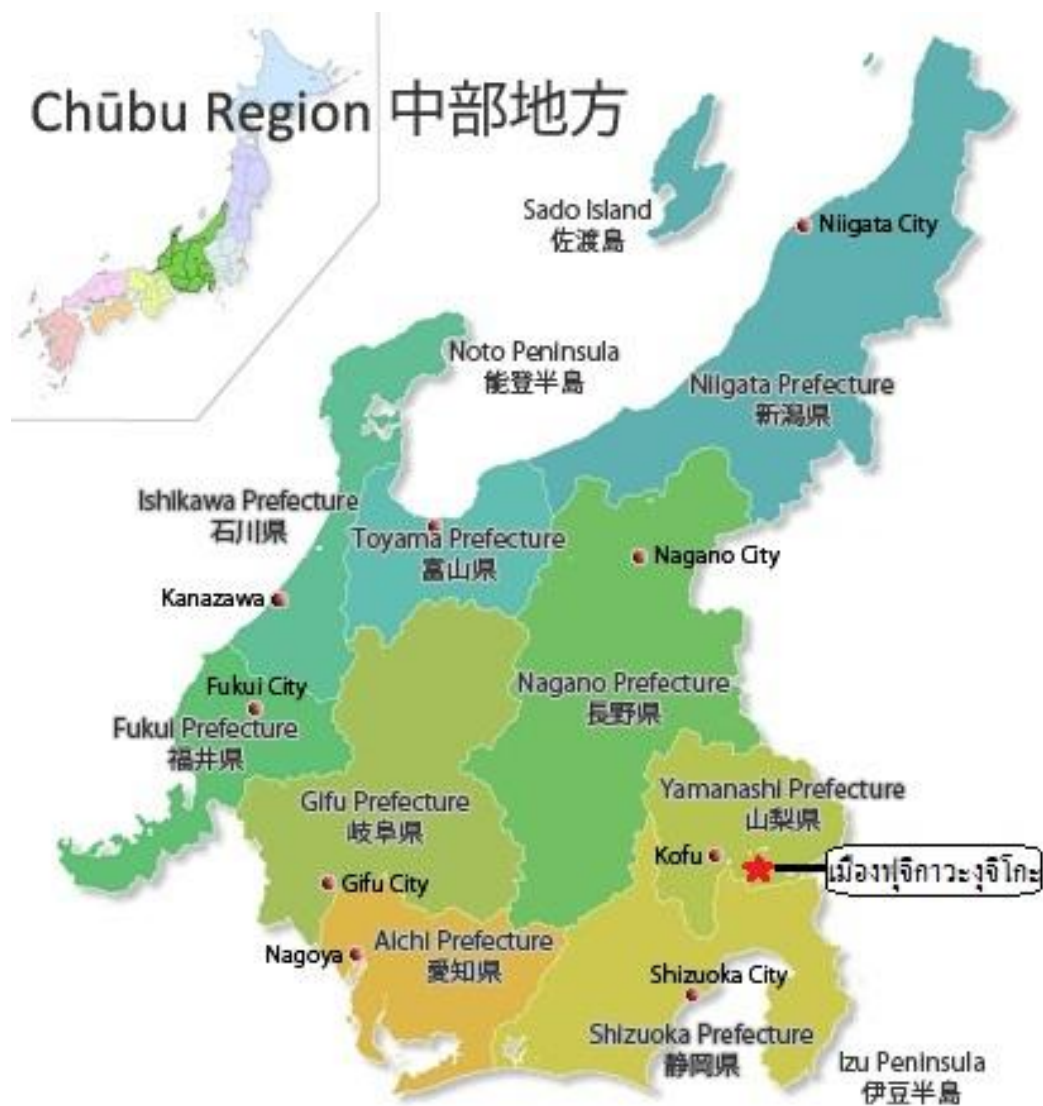 Chūbu Region 中部地方
Sado Island
佐渡島
Niigata City
Noto Peninsula
能登半島
Niigata Prefecture
新潟県
Ishikawa Prefecture
石川県
Toyama Prefecture
富山県
Nagano City
Kanazawa
Fukui City
Nagano Prefecture
長野県
Fukui Prefecture
福井県
Gifu Prefecture
岐阜県
Yamanashi Prefecture
山梨県
Kofu
เมืองฟุจิกาวะงุจิโกะ
Gifu City
Nagoya
Aichi Prefecture
愛知県
Shizuoka City
Shizuoka Prefecture
静岡県
Izu Peninsula
伊豆半島